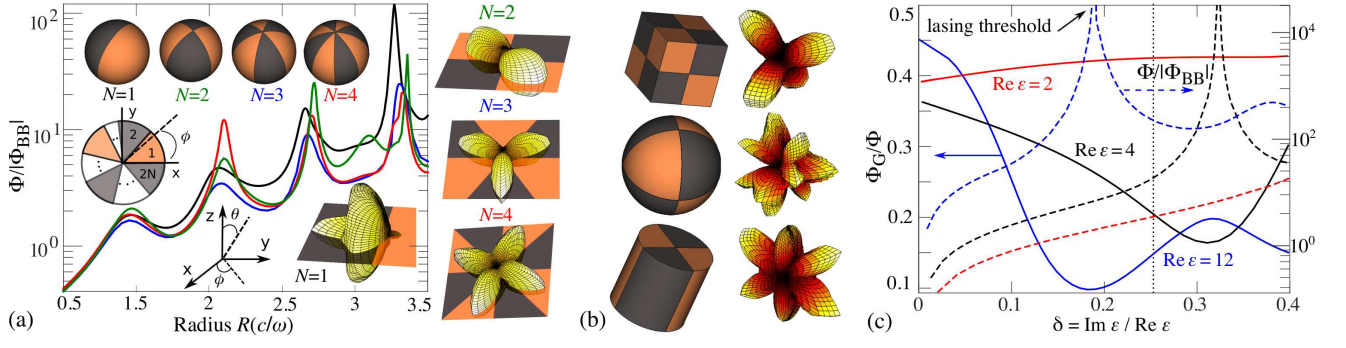 10²
10¹
10⁰
Φ/|Φ_BB|
N=1 N=2 N=3 N=4
y
ϕ
2
1
x
2N
z
θ
y
x
ϕ
N=1
0.5 1 1.5 2 2.5 3 3.5
Radius R(c/ω)
(a)
N=2
N=3
N=4
(b)
0.5
0.4
0.3
0.2
0.1
Φ_G/Φ
lasing threshold
Φ/|Φ_BB|
Re ε = 2
Re ε = 4
Re ε = 12
10⁴
10²
10⁰
0 0.1 0.2 0.3 0.4
δ = Im ε / Re ε
(c)